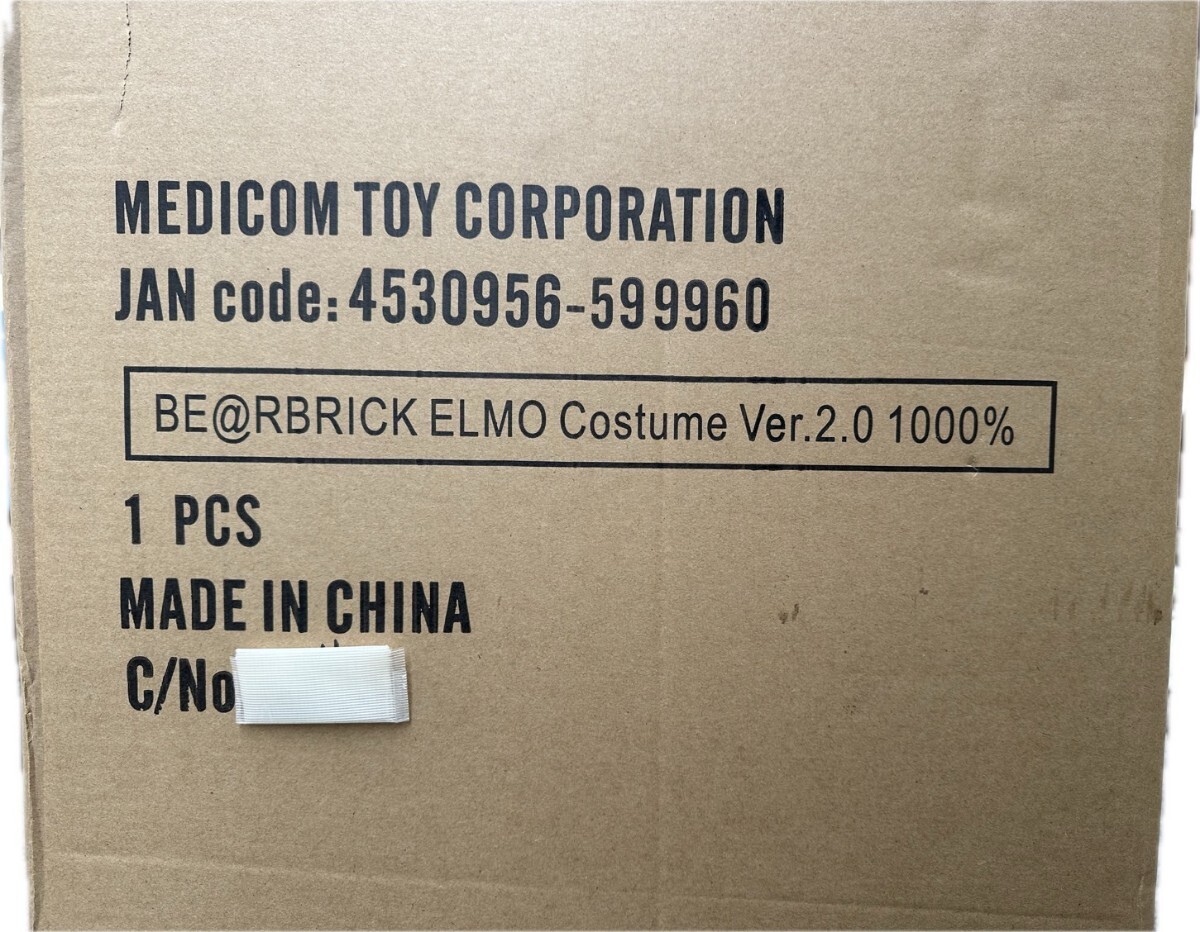 MEDICOM TOY CORPORATION
JAN code: 4530956-599960
BE@RBRICK ELMO Costume Ver.2.0 1000%
1 PCS
MADE IN CHINA
C/No